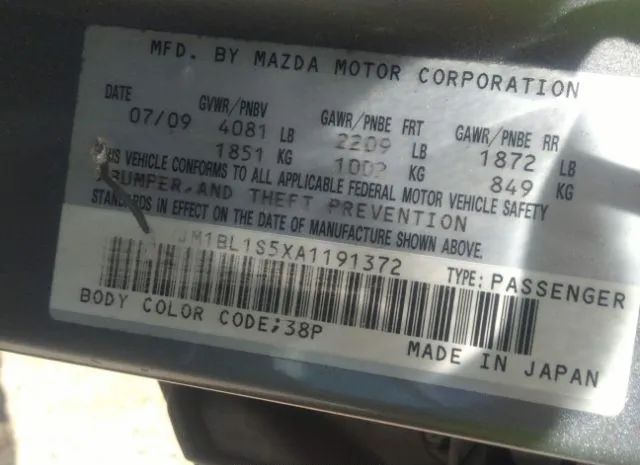 MFD. BY MAZDA MOTOR CORPORATION
DATE GVWR/PNBV GAWR/PNBE FRT GAWR/PNBE RR
07/09 4081 LB 2209 LB 1872 LB
1851 KG 1002 KG 849 KG
VEHICLE CONFORMS TO ALL APPLICABLE FEDERAL MOTOR VEHICLE SAFETY
BUMPER, AND THEFT PREVENTION
STANDARDS IN EFFECT ON THE DATE OF MANUFACTURE SHOWN ABOVE.
JM1BL1S5XA1191372 TYPE: PASSENGER
BODY COLOR CODE;38P
MADE IN JAPAN